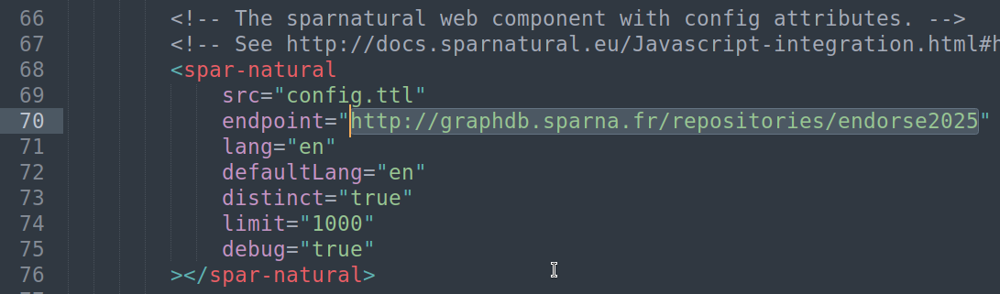 66 <!-- The sparnatural web component with config attributes. -->
67 <!-- See http://docs.sparnatural.eu/Javascript-integration.html#h
68 <spar-natural
69 src="config.ttl"
70 endpoint="http://graphdb.sparna.fr/repositories/endorse2025"
71 lang="en"
72 defaultLang="en"
73 distinct="true"
74 limit="1000"
75 debug="true"
76 ></spar-natural>